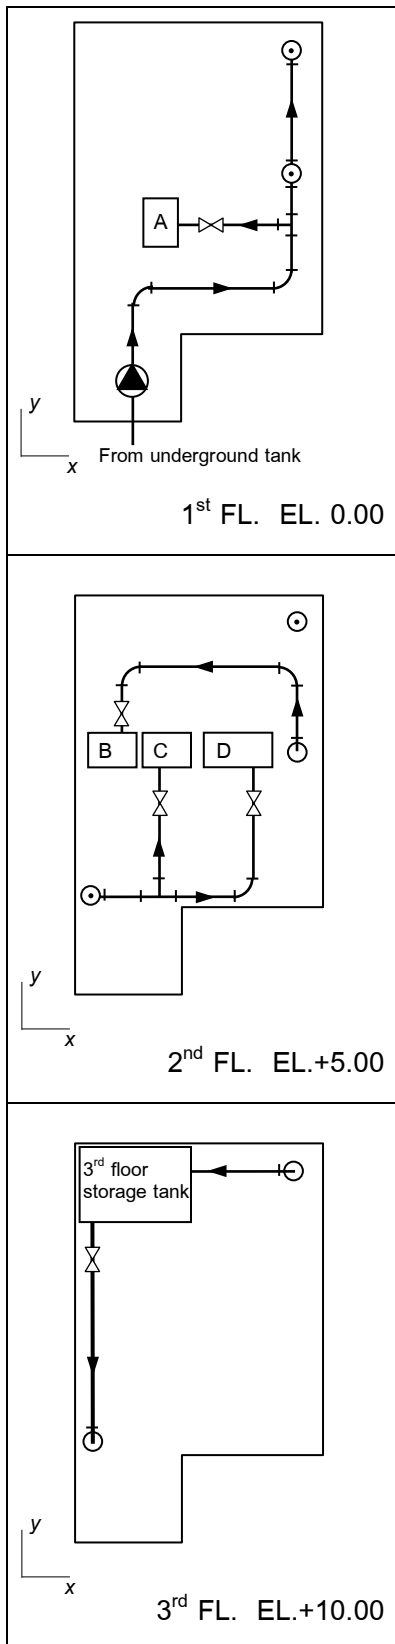 A
y
x
From underground tank
1st FL. EL. 0.00
B C D
y
x
2nd FL. EL.+5.00
3rd floor
storage tank
y
x
3rd FL. EL.+10.00